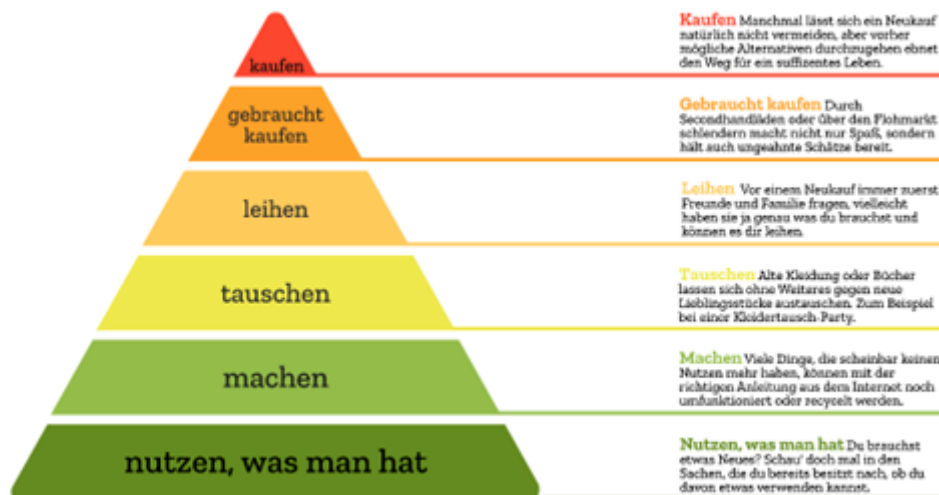 kaufen
Kaufen Manchmal lässt sich ein Neukauf
natürlich nicht vermeiden, aber vorher
mögliche Alternativen durchzugehen ebnet
den Weg für ein suffizentes Leben.
gebraucht
kaufen
Gebraucht kaufen Durch
Secondhandläden oder über den Flohmarkt
schlendern macht nicht nur Spaß, sondern
hält auch ungeahnte Schätze bereit.
leihen
Leihen Vor einem Neukauf immer zuerst
Freunde und Familie fragen, vielleicht
haben sie ja genau was du brauchst und
können es dir leihen.
tauschen
Tauschen Alte Kleidung oder Bücher
lassen sich ohne Weiteres gegen neue
Lieblingsstücke austauschen. Zum Beispiel
bei einer Kleidertausch-Party.
machen
Machen Viele Dinge, die scheinbar keinen
Nutzen mehr haben, können mit der
richtigen Anleitung aus dem Internet noch
umfunktioniert oder recycelt werden.
nutzen, was man hat
Nutzen, was man hat Du brauchst
etwas Neues? Schau' doch mal in den
Sachen, die du bereits besitzt nach, ob du
davon etwas verwenden kannst.